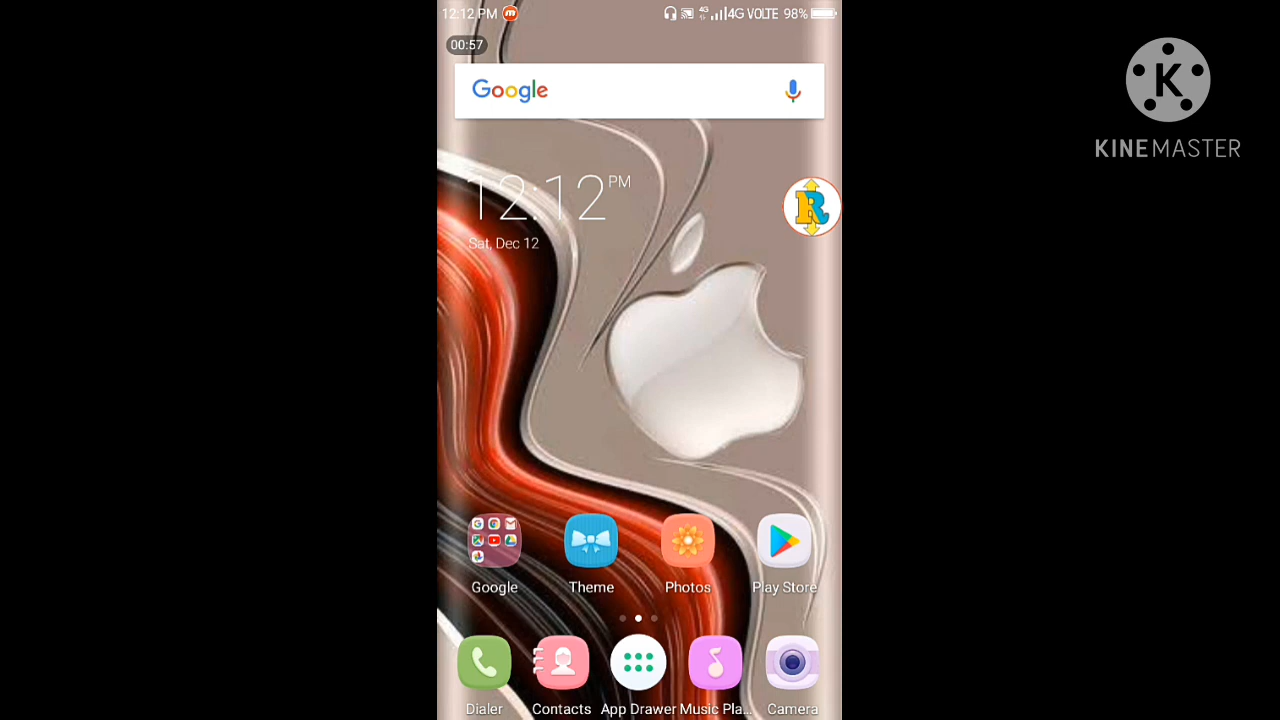 12:12 PM 4G 4G VOLTE 98%
00:57
Google
K
KINEMASTER
12:12 PM
R
Sat, Dec 12
Google Theme Photos Play Store
Dialer Contacts App Drawer Music Pla... Camera